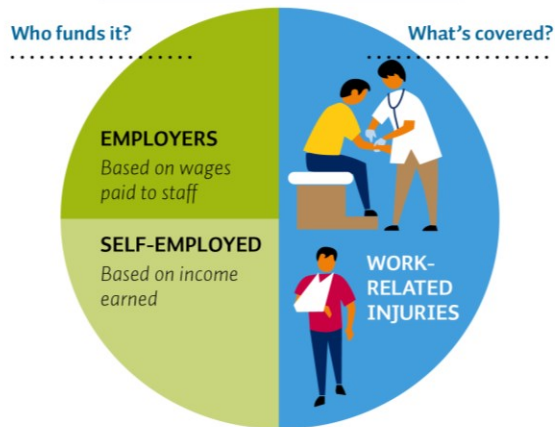 Who funds it?
What's covered?
EMPLOYERS
Based on wages
paid to staff
SELF-EMPLOYED
Based on income
earned
WORK-
RELATED
INJURIES